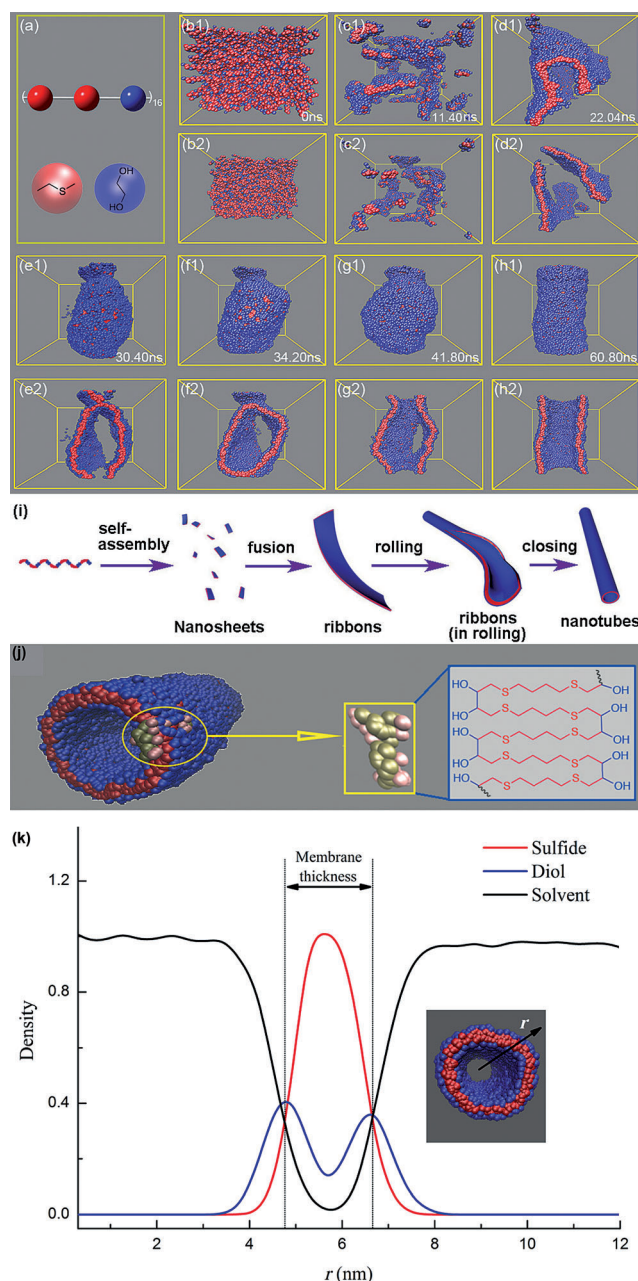 (a)
(
)16
S
OH
HO
(b1)
0ns
(c1)
11.40ns
(d1)
22.04ns
(b2)
(c2)
(d2)
(e1)
30.40ns
(f1)
34.20ns
(g1)
41.80ns
(h1)
60.80ns
(e2)
(f2)
(g2)
(h2)
(i)
self-
assembly
fusion
rolling
closing
Nanosheets
ribbons
ribbons
(in rolling)
nanotubes
(j)
HO S S OH
HO S S OH
HO S S OH
HO S S OH
HO S S OH
(k)
Membrane
thickness
Sulfide
Diol
Solvent
1.2
0.8
0.4
0.0
Density
r
2 4 6 8 10 12
r (nm)